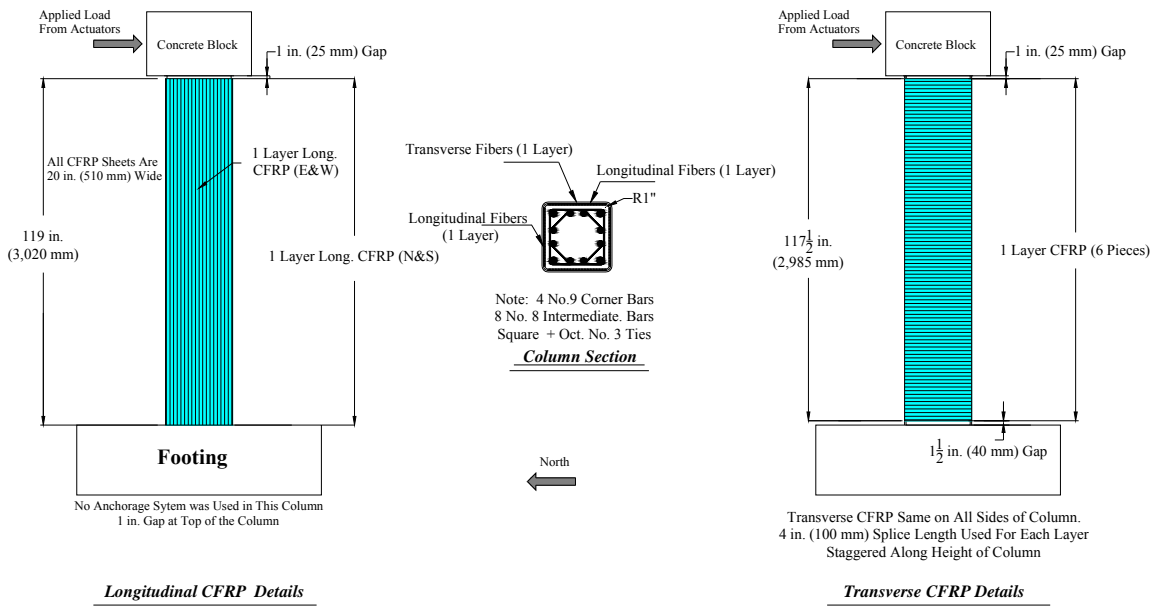 Applied Load
From Actuators
Concrete Block
1 in. (25 mm) Gap
All CFRP Sheets Are
20 in. (510 mm) Wide
1 Layer Long.
CFRP (E&W)
119 in.
(3,020 mm)
1 Layer Long. CFRP (N&S)
Footing
No Anchorage Sytem was Used in This Column
1 in. Gap at Top of the Column
Longitudinal CFRP Details
Transverse Fibers (1 Layer)
Longitudinal Fibers (1 Layer)
R1"
Longitudinal Fibers
(1 Layer)
Note: 4 No.9 Corner Bars
8 No. 8 Intermediate. Bars
Square + Oct. No. 3 Ties
Column Section
North
Applied Load
From Actuators
Concrete Block
1 in. (25 mm) Gap
117 1/2 in.
(2,985 mm)
1 Layer CFRP (6 Pieces)
1 1/2 in. (40 mm) Gap
Transverse CFRP Same on All Sides of Column.
4 in. (100 mm) Splice Length Used For Each Layer
Staggered Along Height of Column
Transverse CFRP Details